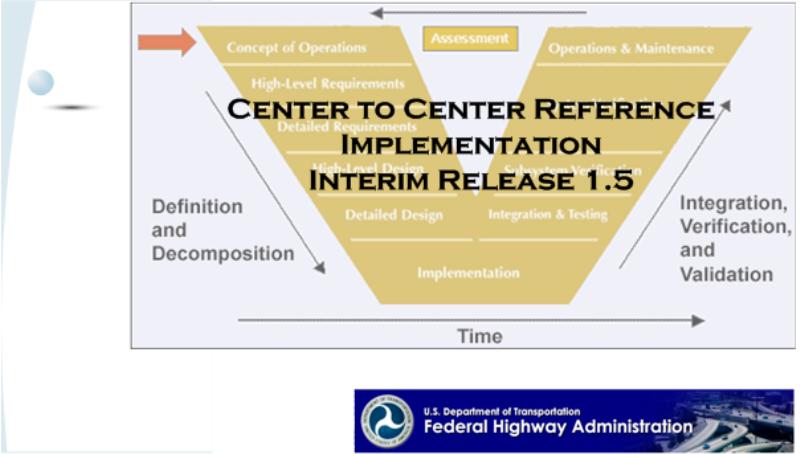 Assessment
Concept of Operations
Operations & Maintenance
High-Level Requirements
CENTER TO CENTER REFERENCE
Detailed Requirements
IMPLEMENTATION
High-Level Design
Subsystem Verification
INTERIM RELEASE 1.5
Detailed Design
Integration & Testing
Implementation
Definition
and
Decomposition
Integration,
Verification,
and
Validation
Time
U.S. Department of Transportation
Federal Highway Administration